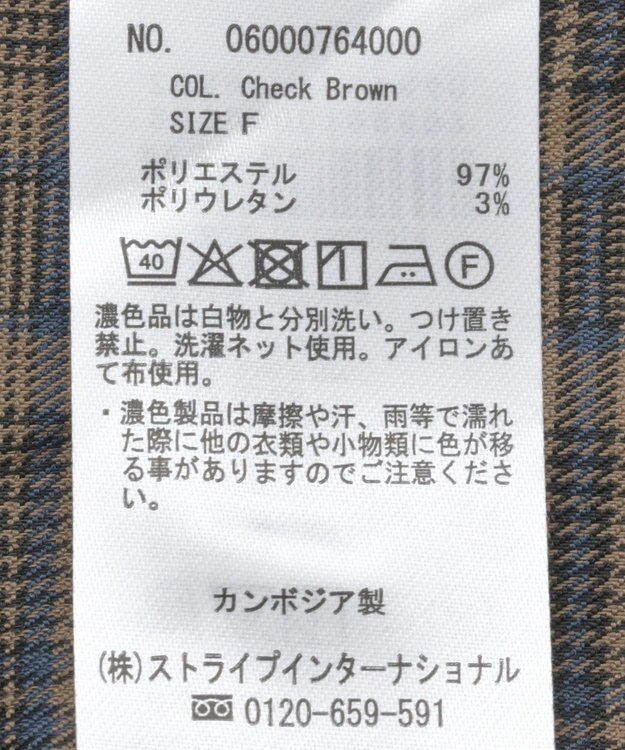 NO. 06000764000
COL. Check Brown
SIZE F
ポリエステル 97%
ポリウレタン 3%
40 F
濃色品は白物と分別洗い。つけ置き
禁止。洗濯ネット使用。アイロンあ
て布使用。
・濃色製品は摩擦や汗、雨等で濡れ
た際に他の衣類や小物類に色が移
る事がありますのでご注意くださ
い。
カンボジア製
(株)ストライプインターナショナル
0120-659-591